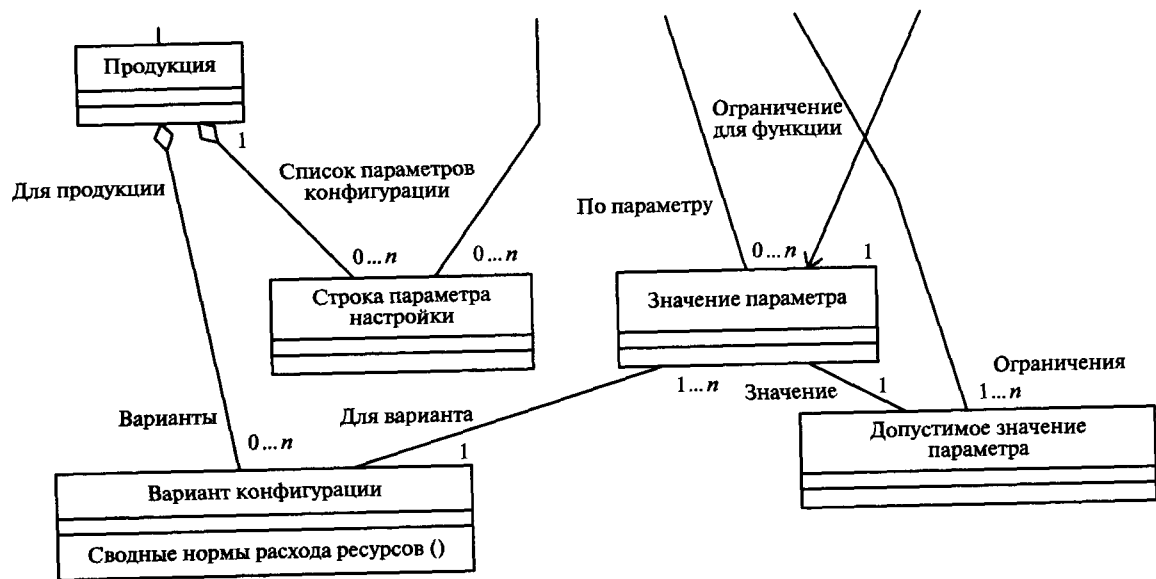 Продукция
1
Для продукции
Список параметров
конфигурации
Ограничение
для функции
По параметру
0...n
0...n
0...n
1
Строка параметра
настройки
Значение параметра
Варианты
Для варианта
1...n
Значение
1
Ограничения
1...n
0...n
1
Вариант конфигурации
Сводные нормы расхода ресурсов ()
Допустимое значение
параметра